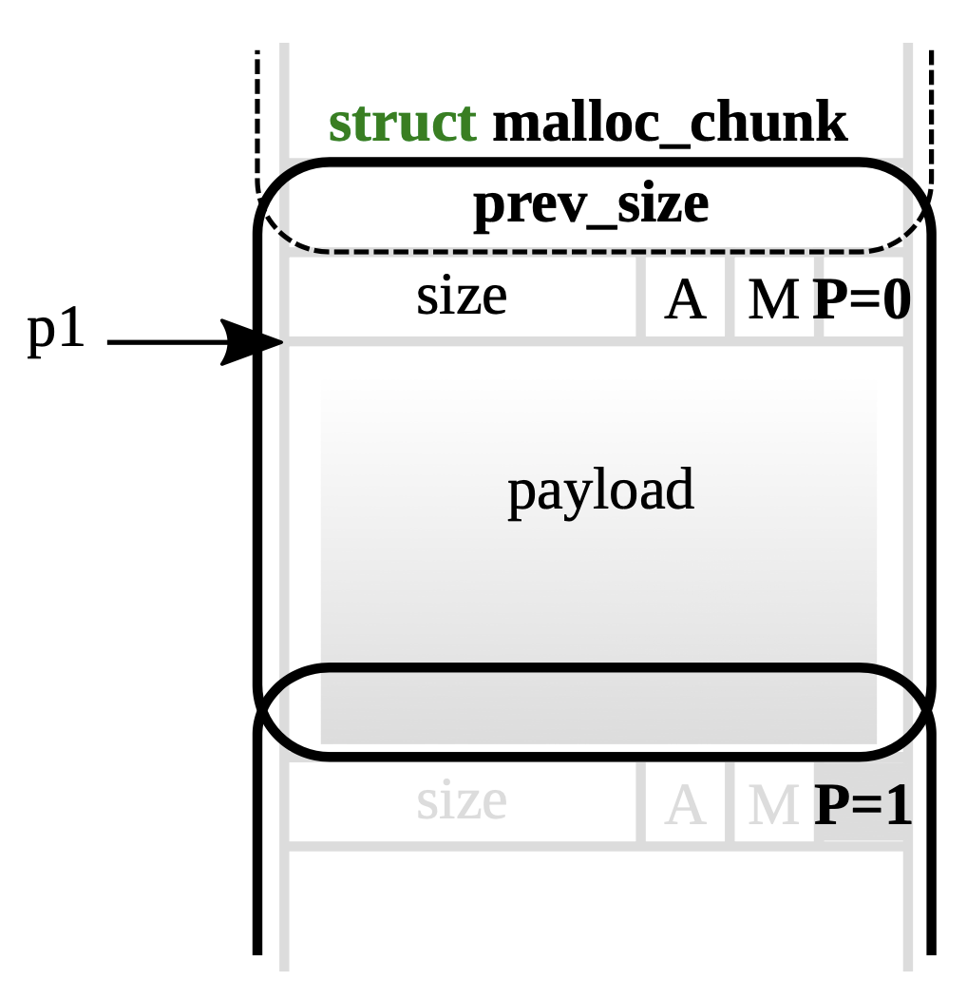 struct malloc_chunk
prev_size
size A M P=0
p1
payload
size A M P=1